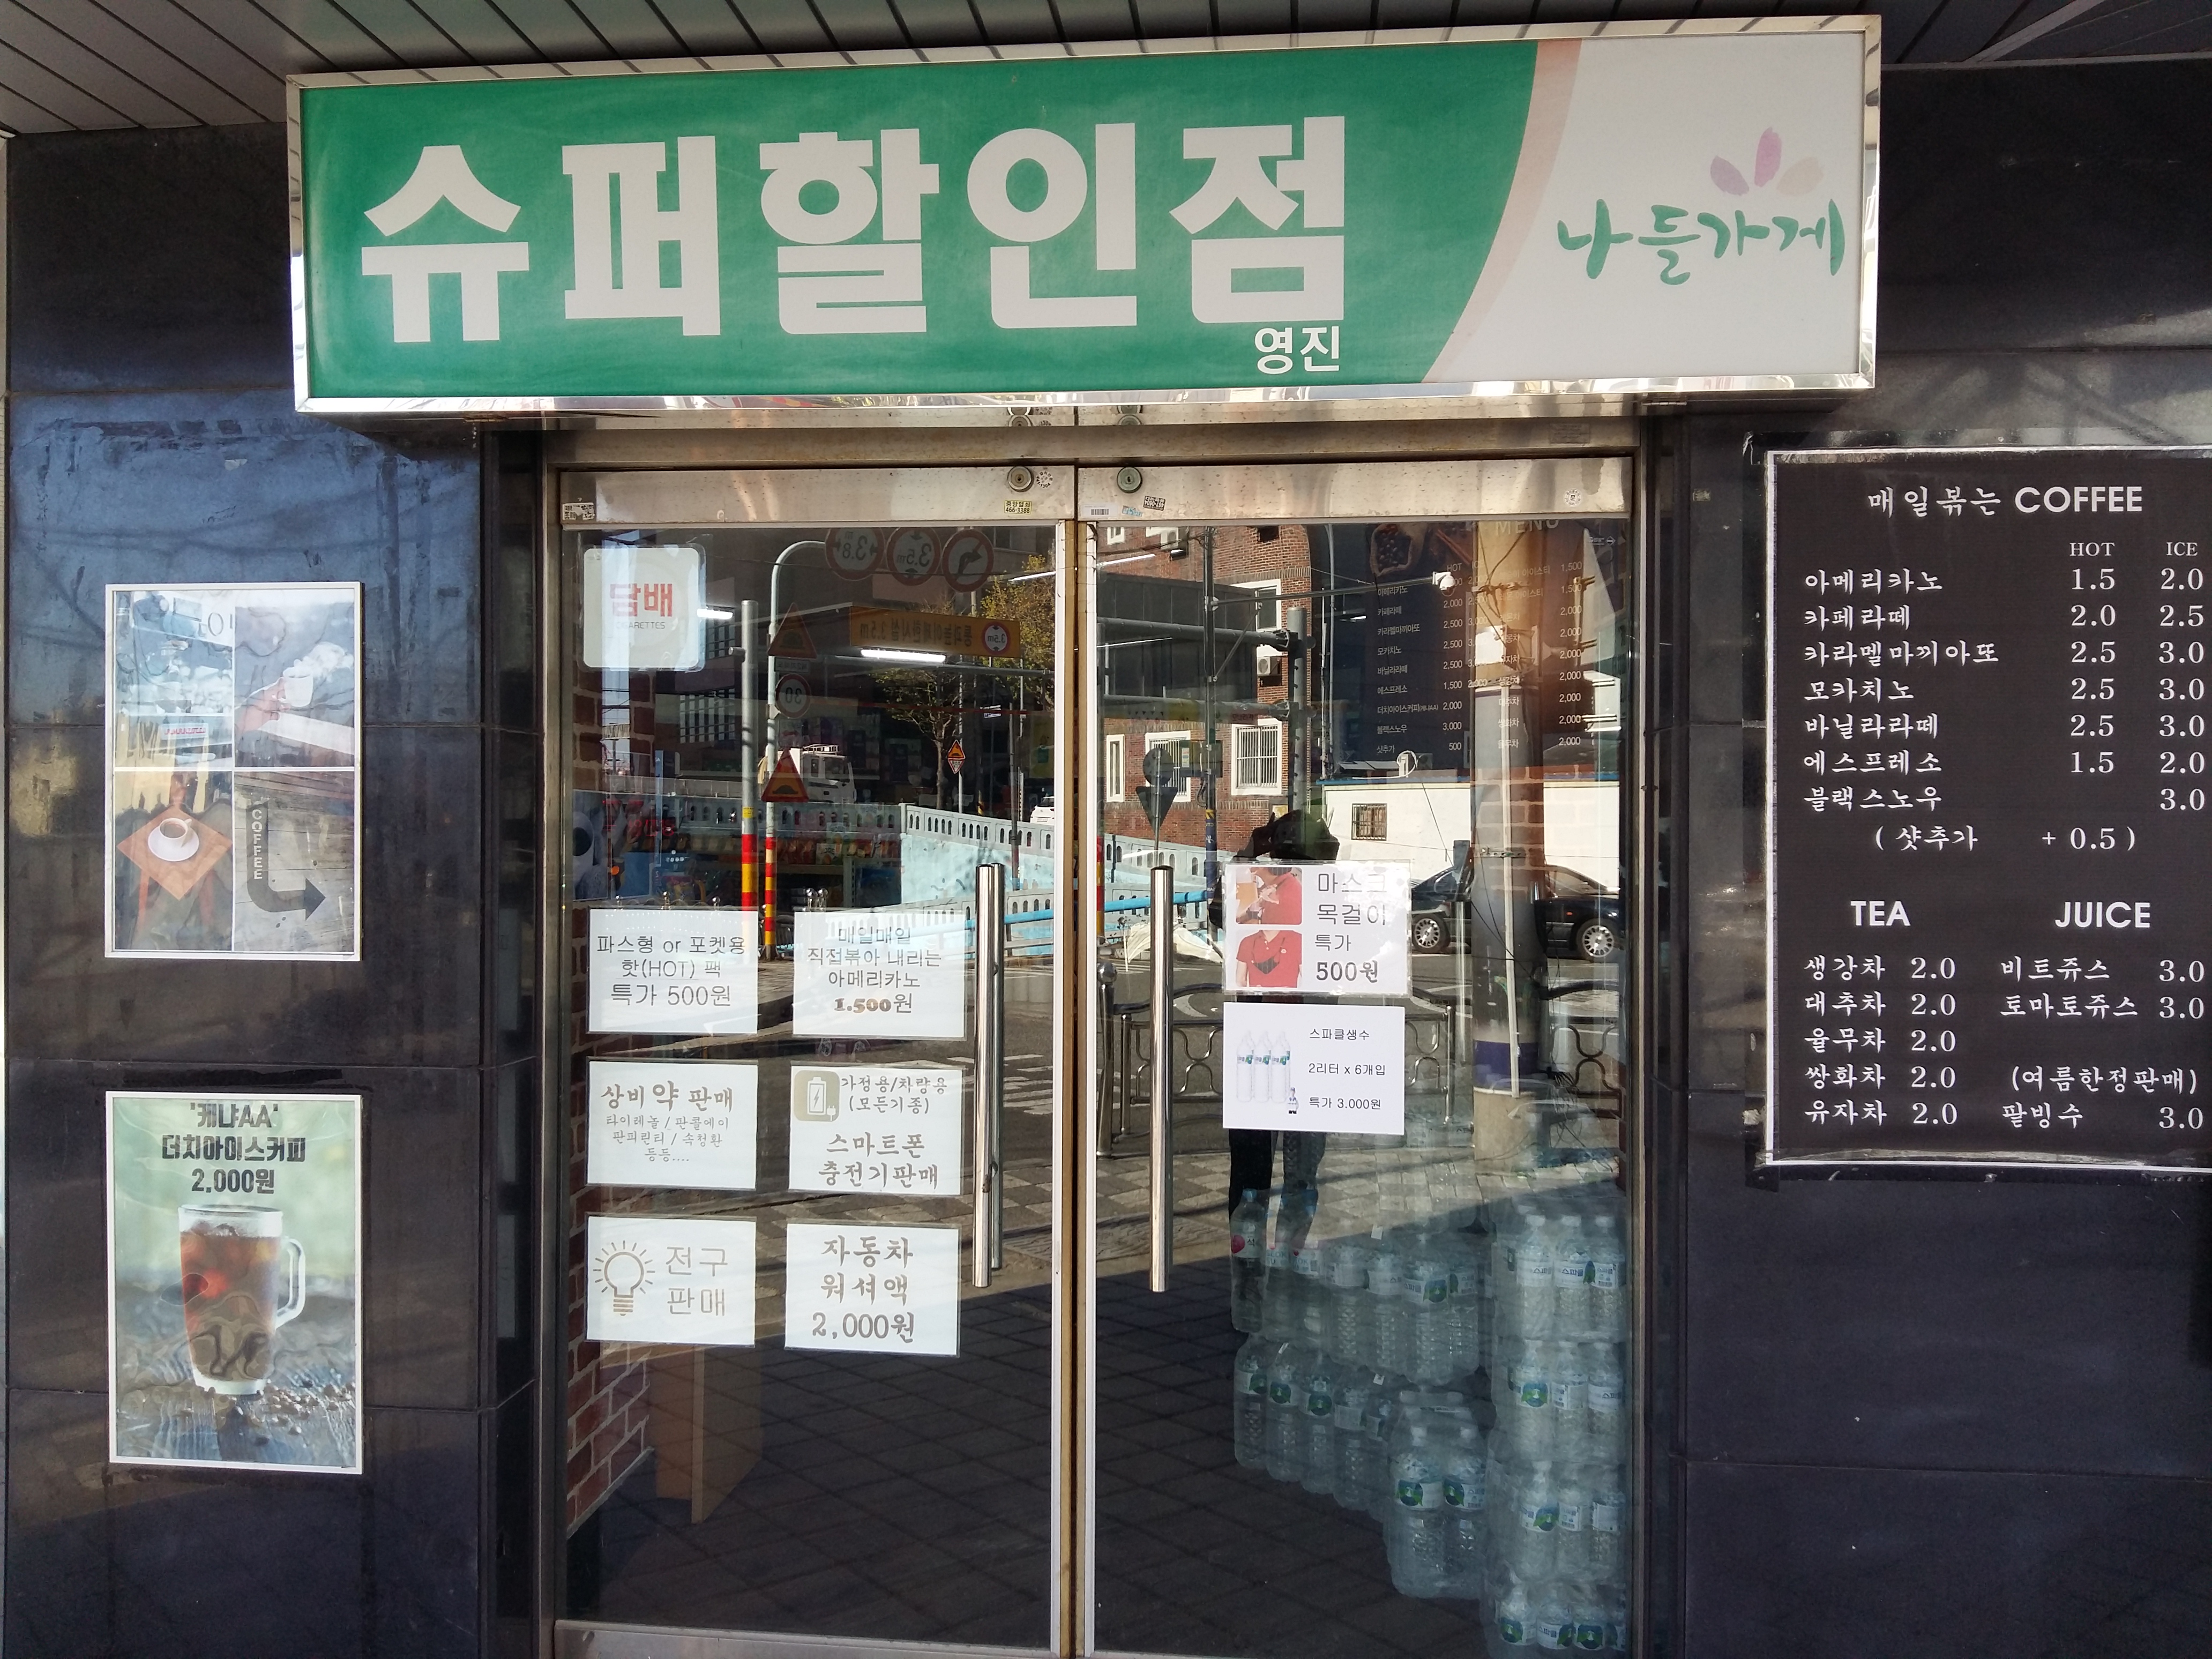 슈퍼할인점
영진
나들가게
담배
파스형 or 포켓용
핫(HOT) 팩
특가 500원
매일매일
직접볶아 내리는
아메리카노
1.500원
상비약 판매
타이레놀 / 판콜에이
판피린티 / 속청환
등등....
가정용/차량용
(모든기종)
스마트폰
충전기판매
전구
판매
자동차
워셔액
2,000원
마스크
목걸이
특가
500원
스파클생수
2리터 x 6개입
특가 3.000원
COFFEE
'케냐AA'
더치아이스커피
2,000원
매일볶는 COFFEE
HOT ICE
아메리카노 1.5 2.0
카페라떼 2.0 2.5
카라멜마끼아또 2.5 3.0
모카치노 2.5 3.0
바닐라라떼 2.5 3.0
에스프레소 1.5 2.0
블랙스노우 3.0
( 샷추가 + 0.5 )
TEA JUICE
생강차 2.0 비트쥬스 3.0
대추차 2.0 토마토쥬스 3.0
율무차 2.0
쌍화차 2.0 (여름한정판매)
유자차 2.0 팥빙수 3.0